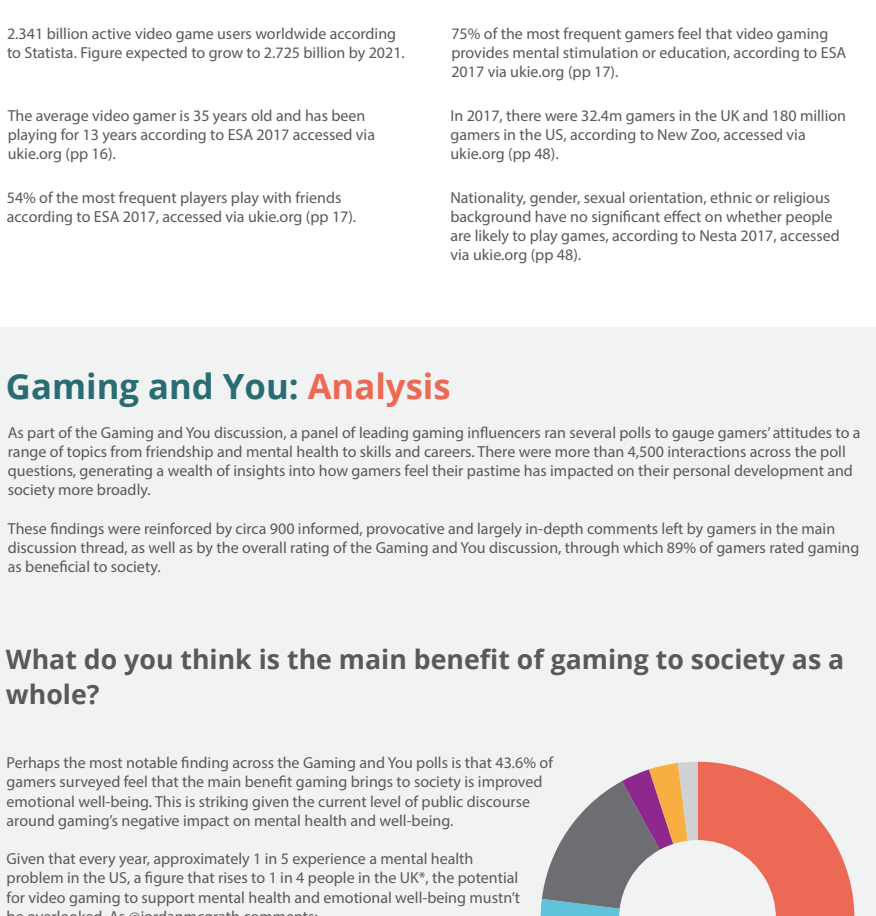 2.341 billion active video game users worldwide according
to Statista. Figure expected to grow to 2.725 billion by 2021.
75% of the most frequent gamers feel that video gaming
provides mental stimulation or education, according to ESA
2017 via ukie.org (pp 17).
The average video gamer is 35 years old and has been
playing for 13 years according to ESA 2017 accessed via
ukie.org (pp 16).
In 2017, there were 32.4m gamers in the UK and 180 million
gamers in the US, according to New Zoo, accessed via
ukie.org (pp 48).
54% of the most frequent players play with friends
according to ESA 2017, accessed via ukie.org (pp 17).
Nationality, gender, sexual orientation, ethnic or religious
background have no significant effect on whether people
are likely to play games, according to Nesta 2017, accessed
via ukie.org (pp 48).
Gaming and You: Analysis
As part of the Gaming and You discussion, a panel of leading gaming influencers ran several polls to gauge gamers' attitudes to a
range of topics from friendship and mental health to skills and careers. There were more than 4,500 interactions across the poll
questions, generating a wealth of insights into how gamers feel their pastime has impacted on their personal development and
society more broadly.
These findings were reinforced by circa 900 informed, provocative and largely in-depth comments left by gamers in the main
discussion thread, as well as by the overall rating of the Gaming and You discussion, through which 89% of gamers rated gaming
as beneficial to society.
What do you think is the main benefit of gaming to society as a
whole?
Perhaps the most notable finding across the Gaming and You polls is that 43.6% of
gamers surveyed feel that the main benefit gaming brings to society is improved
emotional well-being. This is striking given the current level of public discourse
around gaming's negative impact on mental health and well-being.
Given that every year, approximately 1 in 5 experience a mental health
problem in the US, a figure that rises to 1 in 4 people in the UK*, the potential
for video gaming to support mental health and emotional well-being mustn't
be overlooked. As @jordanmcgrath comments: